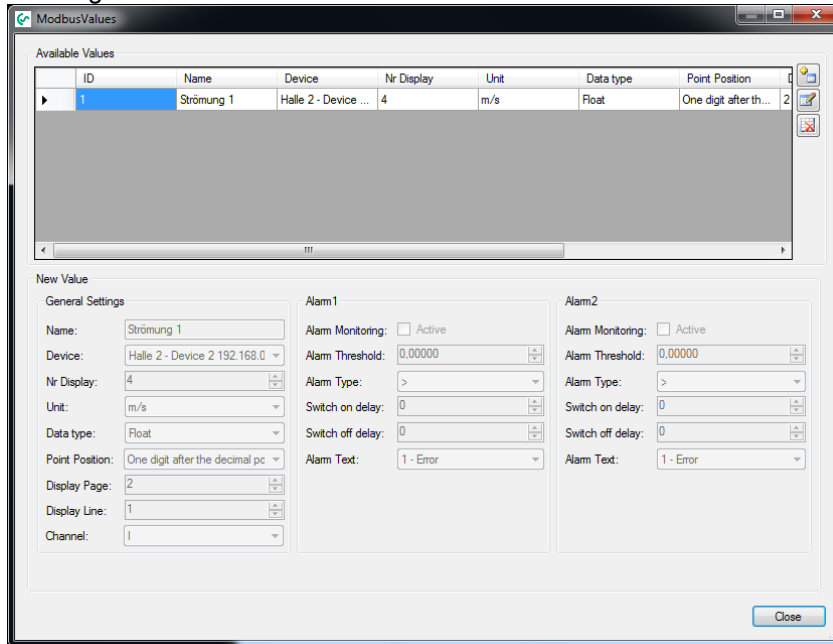 ModbusValues
Available Values
ID Name Device Nr Display Unit Data type Point Position
1 Strömung 1 Halle 2 - Device ... 4 m/s Float One digit after th... 2
New Value
General Settings
Name: Strömung 1
Device: Halle 2 - Device 2 192.168.0
Nr Display: 4
Unit: m/s
Data type: Float
Point Position: One digit after the decimal po
Display Page: 2
Display Line: 1
Channel: I
Alarm1
Alarm Monitoring: Active
Alarm Threshold: 0,00000
Alarm Type: >
Switch on delay: 0
Switch off delay: 0
Alarm Text: 1 - Error
Alarm2
Alarm Monitoring: Active
Alarm Threshold: 0,00000
Alarm Type: >
Switch on delay: 0
Switch off delay: 0
Alarm Text: 1 - Error
Close